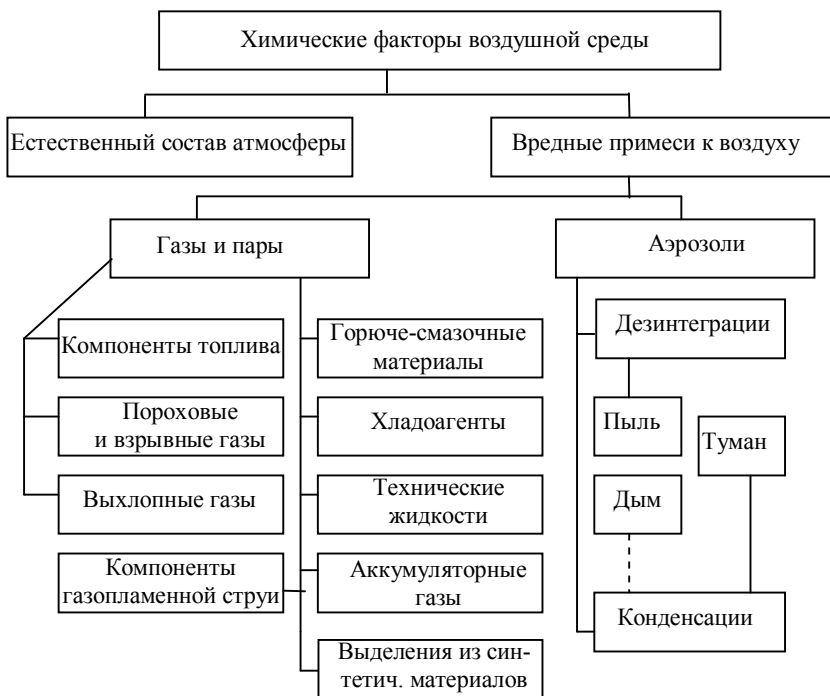 Химические факторы воздушной среды
Естественный состав атмосферы
Вредные примеси к воздуху
Газы и пары
Аэрозоли
Компоненты топлива
Пороховые
и взрывные газы
Выхлопные газы
Компоненты
газопламенной струи
Горюче-смазочные
материалы
Хладоагенты
Технические
жидкости
Аккумуляторные
газы
Выделения из син-
тетич. материалов
Дезинтеграции
Пыль
Туман
Дым
Конденсации